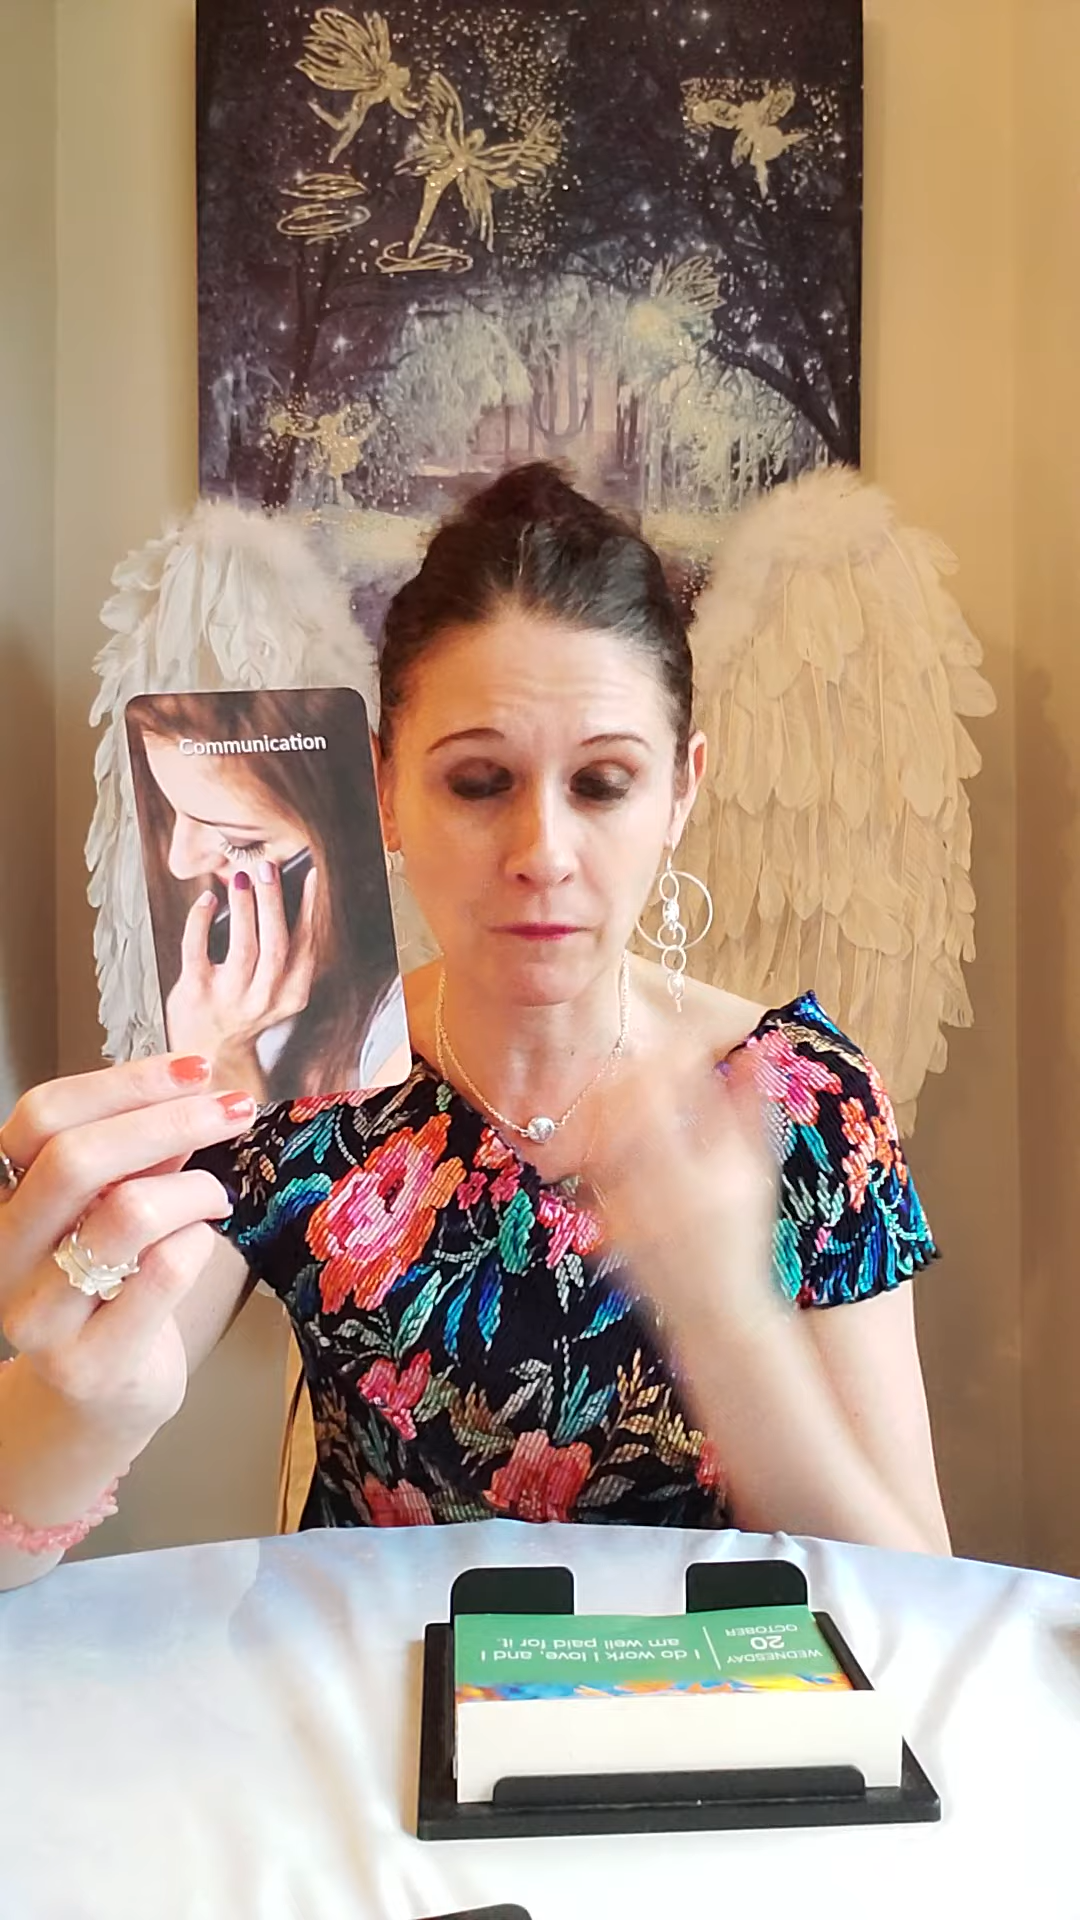 Communication
I do work I love, and I
am well paid for it.
WEDNESDAY
20
OCTOBER